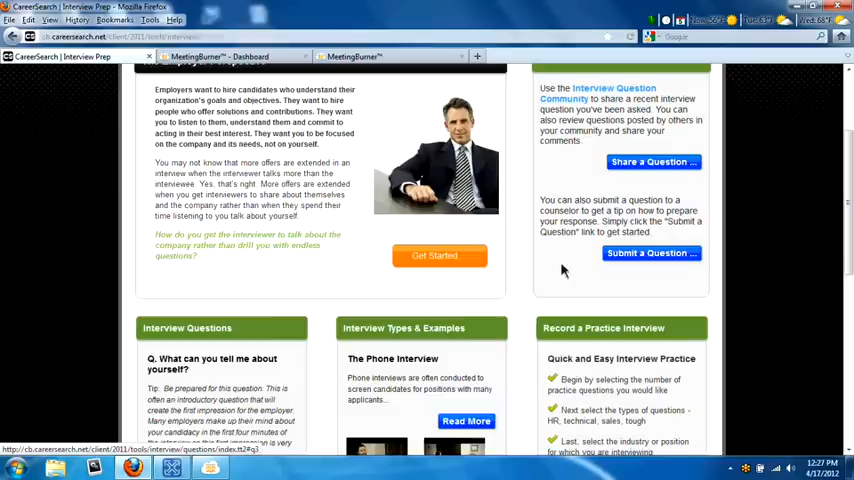 CareerSearch | Interview Prep - Mozilla Firefox
File Edit View History Bookmarks Tools Help
Now: 56°F Tue: 63°F Wed: 68°F
cb.careersearch.net/client/2011/tools/interview/
Google
CareerSearch | Interview Prep
MeetingBurner™ - Dashboard
MeetingBurner™
Employers want to hire candidates who understand their
organization's goals and objectives. They want to hire
people who offer solutions and contributions. They want
you to listen to them, understand them and commit to
acting in their best interest. They want you to be focused
on the company and its needs, not on yourself.
You may not know that more offers are extended in an
interview when the interviewer talks more than the
interviewee. Yes, that's right. More offers are extended
when you get interviewers to share about themselves
and the company rather than when they spend their
time listening to you talk about yourself.
How do you get the interviewer to talk about the
company rather than drill you with endless
questions?
Get Started...
Use the Interview Question
Community to share a recent interview
question you've been asked. You can
also review questions posted by others in
your community and share your
comments.
Share a Question ...
You can also submit a question to a
counselor to get a tip on how to prepare
your response. Simply click the "Submit a
Question" link to get started.
Submit a Question ...
Interview Questions
Q. What can you tell me about
yourself?
Tip: Be prepared for this question. This is
often an introductory question that will
create the first impression for the employer.
Many employers make up their mind about
your candidacy in the first four minutes of
the interview on is very
Interview Types & Examples
The Phone Interview
Phone interviews are often conducted to
screen candidates for positions with many
applicants...
Read More
Record a Practice Interview
Quick and Easy Interview Practice
Begin by selecting the number of
practice questions you would like
Next select the types of questions -
HR, technical, sales, tough
Last, select the industry or position
for which you are interviewing
http://cb.careersearch.net/client/2011/tools/interview/questions/index.tt2#q3
12:27 PM
4/17/2012